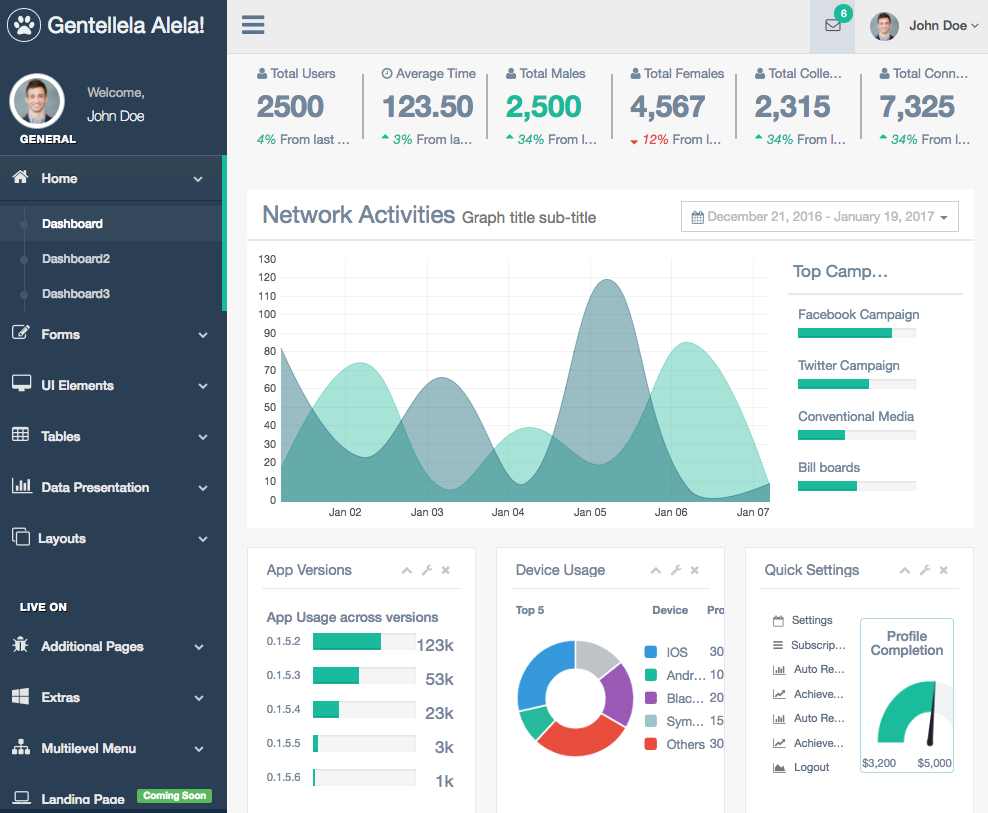 Gentellela Alela!
Welcome,
John Doe
GENERAL
Home
Dashboard
Dashboard2
Dashboard3
Forms
UI Elements
Tables
Data Presentation
Layouts
LIVE ON
Additional Pages
Extras
Multilevel Menu
Landing Page Coming Soon
6
John Doe
Total Users
2500
4% From last ...
Average Time
123.50
3% From la...
Total Males
2,500
34% From l...
Total Females
4,567
12% From l...
Total Colle...
2,315
34% From l...
Total Conn...
7,325
34% From l...
Network Activities Graph title sub-title
December 21, 2016 - January 19, 2017
130
120
110
100
90
80
70
60
50
40
30
20
10
0
Jan 02 Jan 03 Jan 04 Jan 05 Jan 06 Jan 07
Top Camp...
Facebook Campaign
Twitter Campaign
Conventional Media
Bill boards
App Versions
App Usage across versions
0.1.5.2 123k
0.1.5.3 53k
0.1.5.4 23k
0.1.5.5 3k
0.1.5.6 1k
Device Usage
Top 5 Device Pro
IOS 30
Andr... 10
Blac... 20
Sym... 15
Others 30
Quick Settings
Settings
Subscrip...
Auto Re...
Achieve...
Auto Re...
Achieve...
Logout
Profile
Completion
$3,200 $5,000